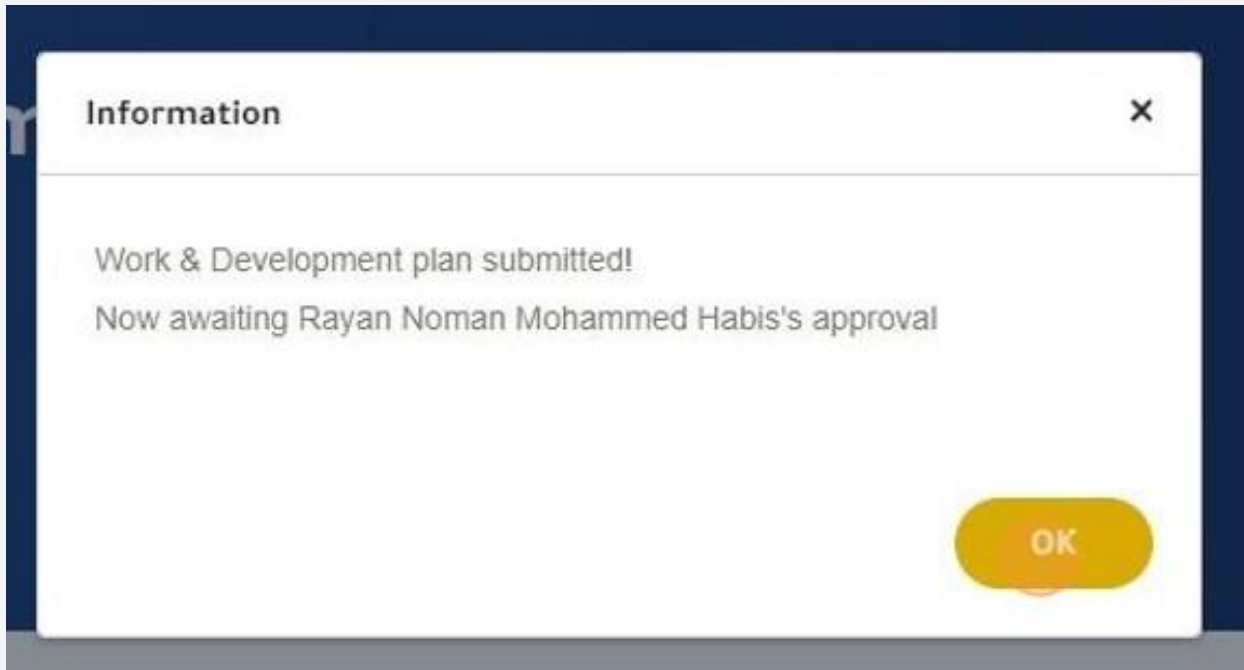 Information
Work & Development plan submitted!
Now awaiting Rayan Noman Mohammed Habis's approval
OK